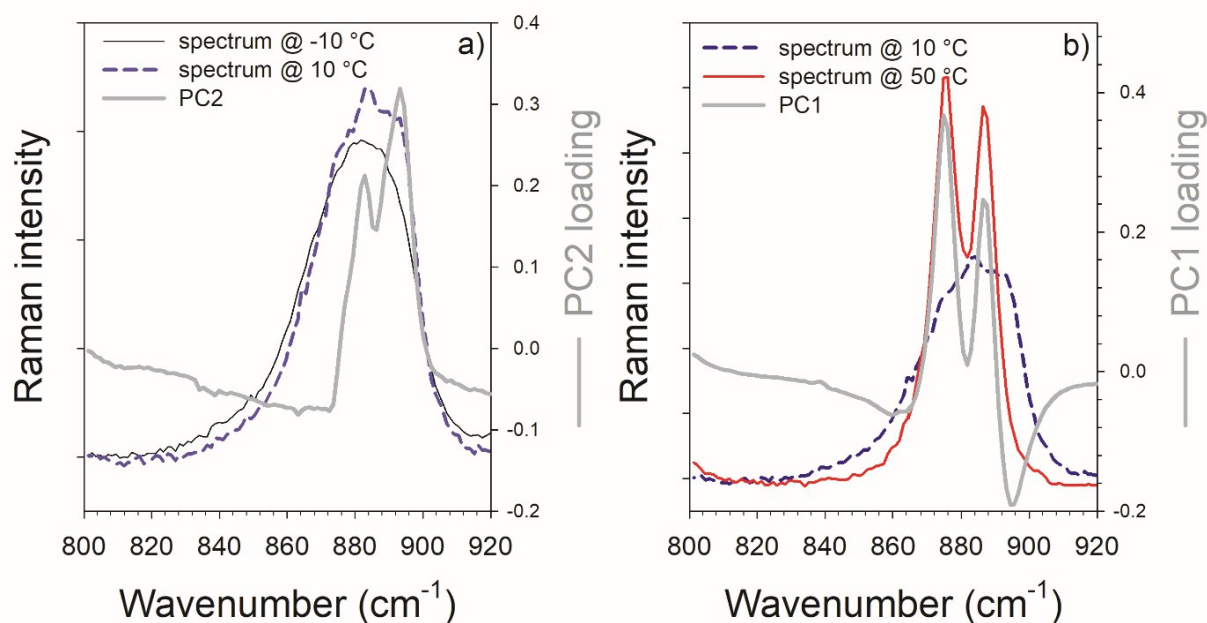 a)
spectrum @ -10 °C
spectrum @ 10 °C
PC2
Raman intensity
0.4
0.3
0.2
0.1
0.0
-0.1
-0.2
PC2 loading
800 820 840 860 880 900 920
Wavenumber (cm⁻¹)
b)
spectrum @ 10 °C
spectrum @ 50 °C
PC1
Raman intensity
0.4
0.2
0.0
-0.2
PC1 loading
800 820 840 860 880 900 920
Wavenumber (cm⁻¹)